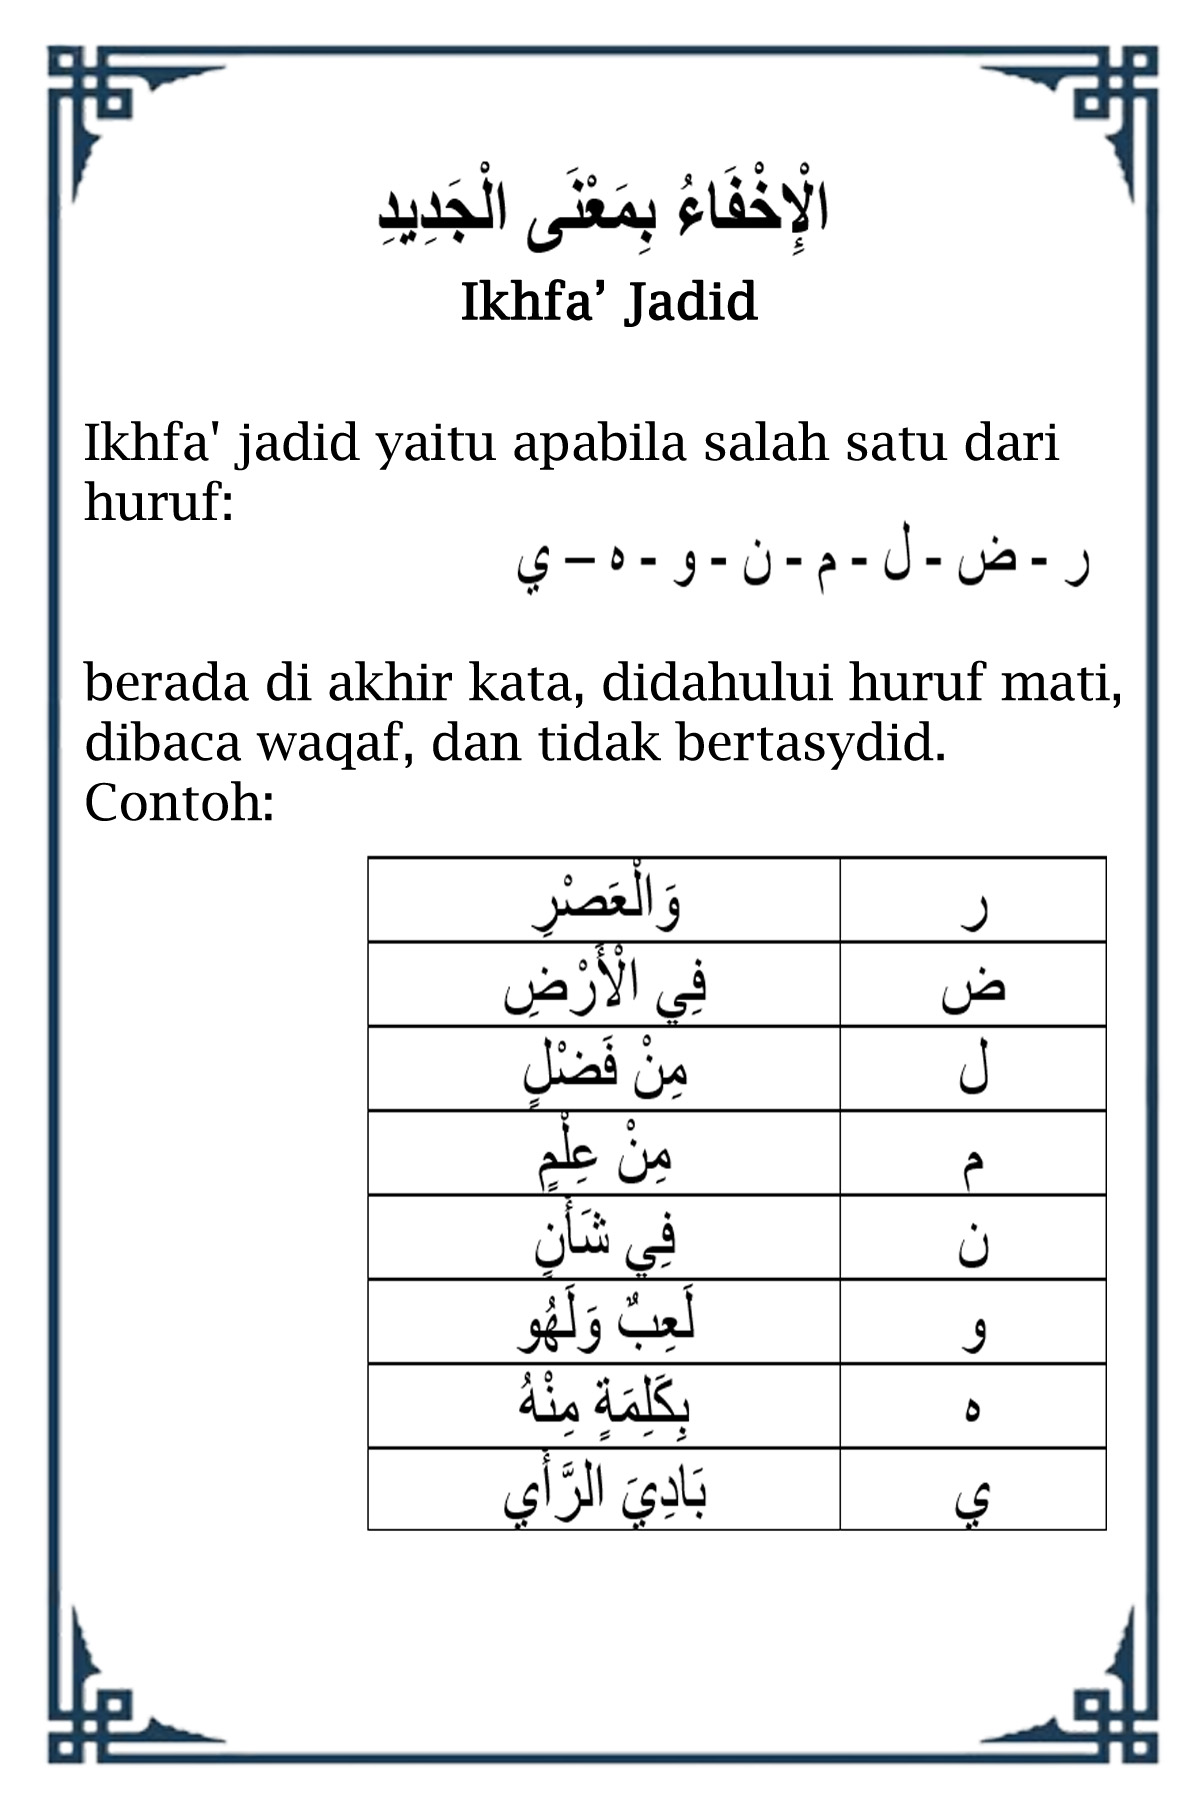 الْإِخْفَاءُ بِمَعْنَى الْجَدِيدِ
Ikhfa’ Jadid
Ikhfa' jadid yaitu apabila salah satu dari
huruf:
ر - ض - ل - م - ن - و - ه – ي
berada di akhir kata, didahului huruf mati,
dibaca waqaf, dan tidak bertasydid.
Contoh:
ر وَالْعَصْرِ
ض فِي الْأَرْضِ
ل مِنْ فَضْلٍ
م مِنْ عِلْمٍ
ن فِي شَأْنٍ
و لَعِبٌ وَلَهُو
ه بِكَلِمَةٍ مِنْهُ
ي بَادِيَ الرَّأْيِ